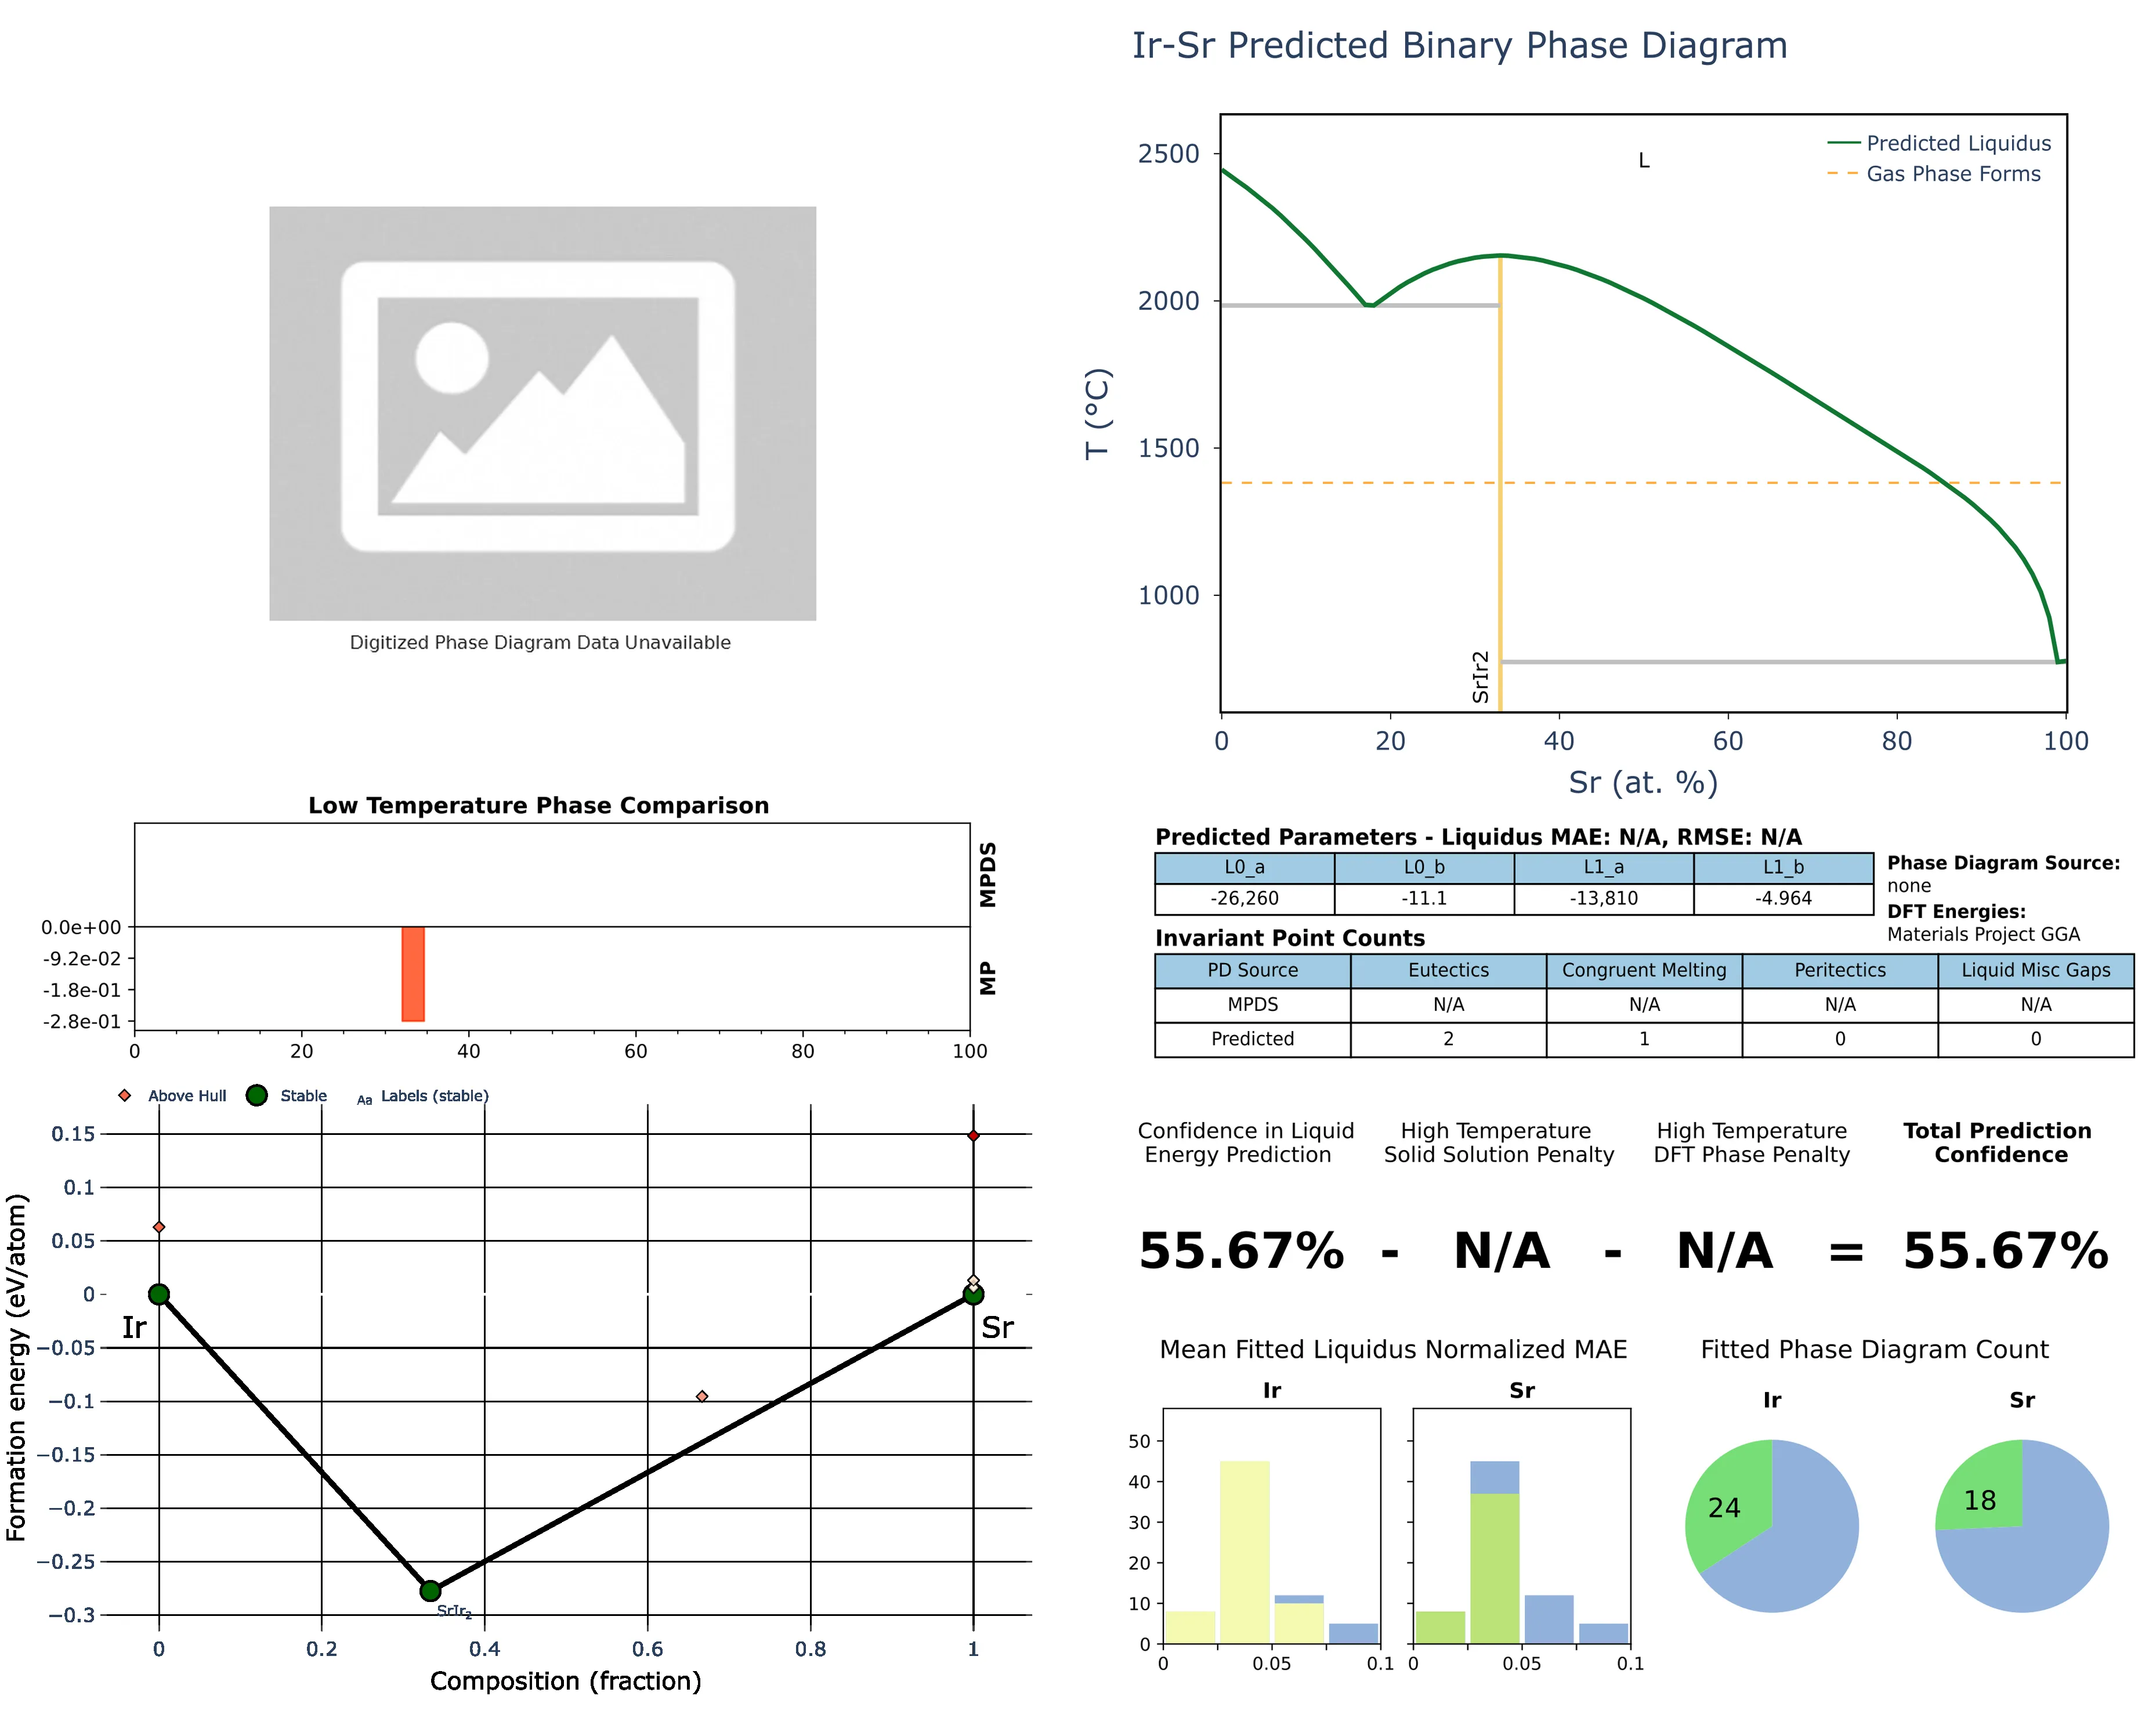 Ir-Sr Predicted Binary Phase Diagram
Digitized Phase Diagram Data Unavailable
L
Predicted Liquidus
Gas Phase Forms
T (°C)
2500
2000
1500
1000
SrIr2
0 20 40 60 80 100
Sr (at. %)
Low Temperature Phase Comparison
MPDS
MP
0.0e+00
-9.2e-02
-1.8e-01
-2.8e-01
0 20 40 60 80 100
Predicted Parameters - Liquidus MAE: N/A, RMSE: N/A
L0_a L0_b L1_a L1_b
-26,260 -11.1 -13,810 -4.964
Phase Diagram Source:
none
DFT Energies:
Materials Project GGA
Invariant Point Counts
PD Source Eutectics Congruent Melting Peritectics Liquid Misc Gaps
MPDS N/A N/A N/A N/A
Predicted 2 1 0 0
Above Hull Stable Aa Labels (stable)
Formation energy (eV/atom)
0.15
0.1
0.05
0
−0.05
−0.1
−0.15
−0.2
−0.25
−0.3
Ir
Sr
SrIr₂
0 0.2 0.4 0.6 0.8 1
Composition (fraction)
Confidence in Liquid
Energy Prediction
High Temperature
Solid Solution Penalty
High Temperature
DFT Phase Penalty
Total Prediction
Confidence
55.67% - N/A - N/A = 55.67%
Mean Fitted Liquidus Normalized MAE
Ir
Sr
50
40
30
20
10
0
0 0.05 0.1
0 0.05 0.1
Fitted Phase Diagram Count
Ir
Sr
24
18